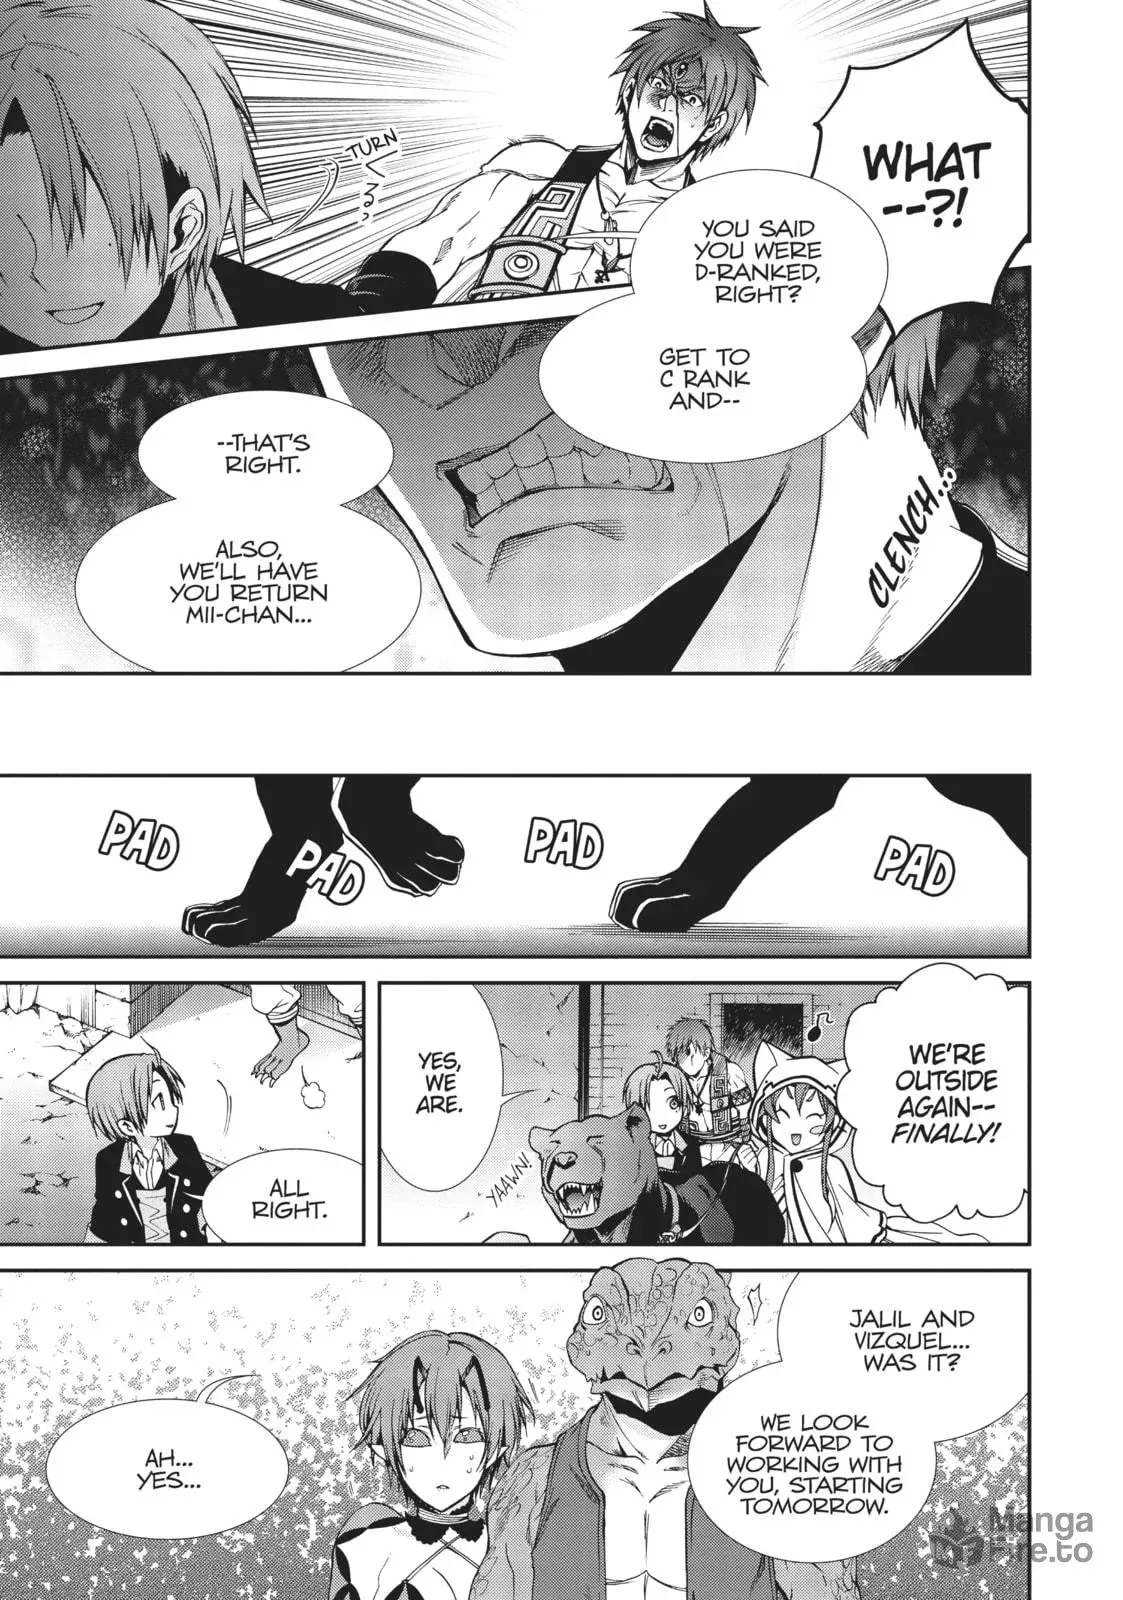 WHAT
--?!
TURN
くる。
YOU SAID
YOU WERE
D-RANKED,
RIGHT?
GET TO
C RANK
AND--
CLENCH...
--THAT'S
RIGHT.
ALSO,
WE'LL HAVE
YOU RETURN
MII-CHAN...
PAD
PAD
PAD
PAD
WE'RE
OUTSIDE
AGAIN--
FINALLY!
YES,
WE
ARE.
YAAWN!
ALL
RIGHT.
JALIL AND
VIZQUEL...
WAS IT?
WE LOOK
FORWARD TO
WORKING WITH
YOU, STARTING
TOMORROW.
AH...
YES...
Manga
Fire.to